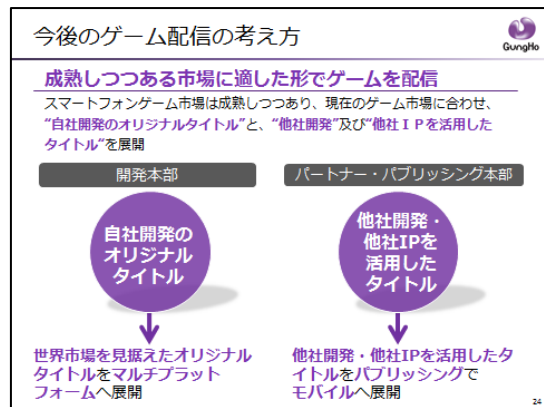 今後のゲーム配信の考え方
GungHo
成熟しつつある市場に適した形でゲームを配信
スマートフォンゲーム市場は成熟しつつあり、現在のゲーム市場に合わせ、
“自社開発のオリジナルタイトル”と、“他社開発”及び“他社ＩＰを活用した
タイトル“を展開
開発本部
パートナー・パブリッシング本部
自社開発の
オリジナル
タイトル
他社開発・
他社IPを
活用した
タイトル
世界市場を見据えたオリジナル
タイトルをマルチプラット
フォームへ展開
他社開発・他社IPを活用したタ
イトルをパブリッシングで
モバイルへ展開
24